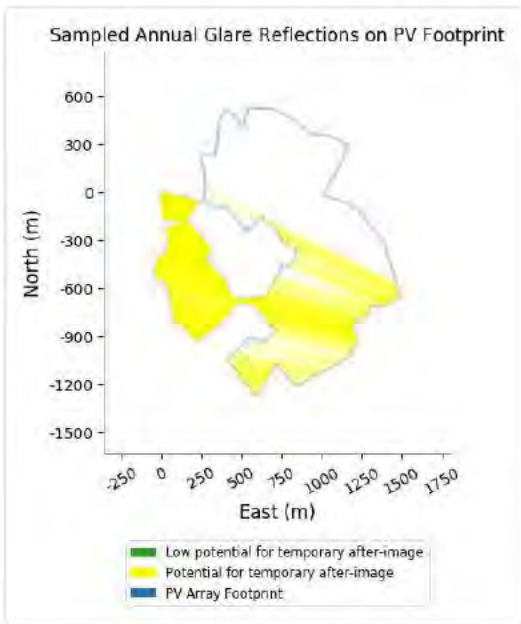 Sampled Annual Glare Reflections on PV Footprint
600
300
0
-300
-600
-900
-1200
-1500
North (m)
-250
0
250
500
750
1000
1250
1500
1750
East (m)
Low potential for temporary after-image
Potential for temporary after-image
PV Array Footprint